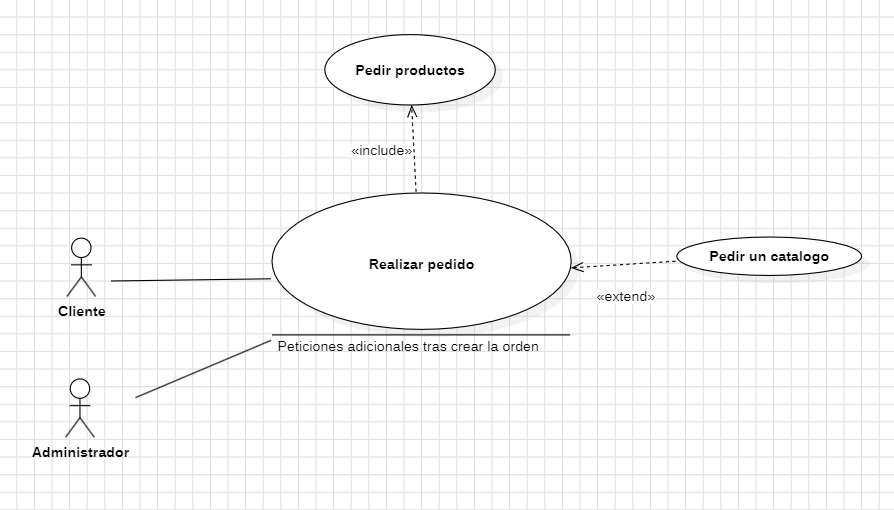 Pedir productos
«include»
Realizar pedido
Pedir un catalogo
«extend»
Cliente
Peticiones adicionales tras crear la orden
Administrador